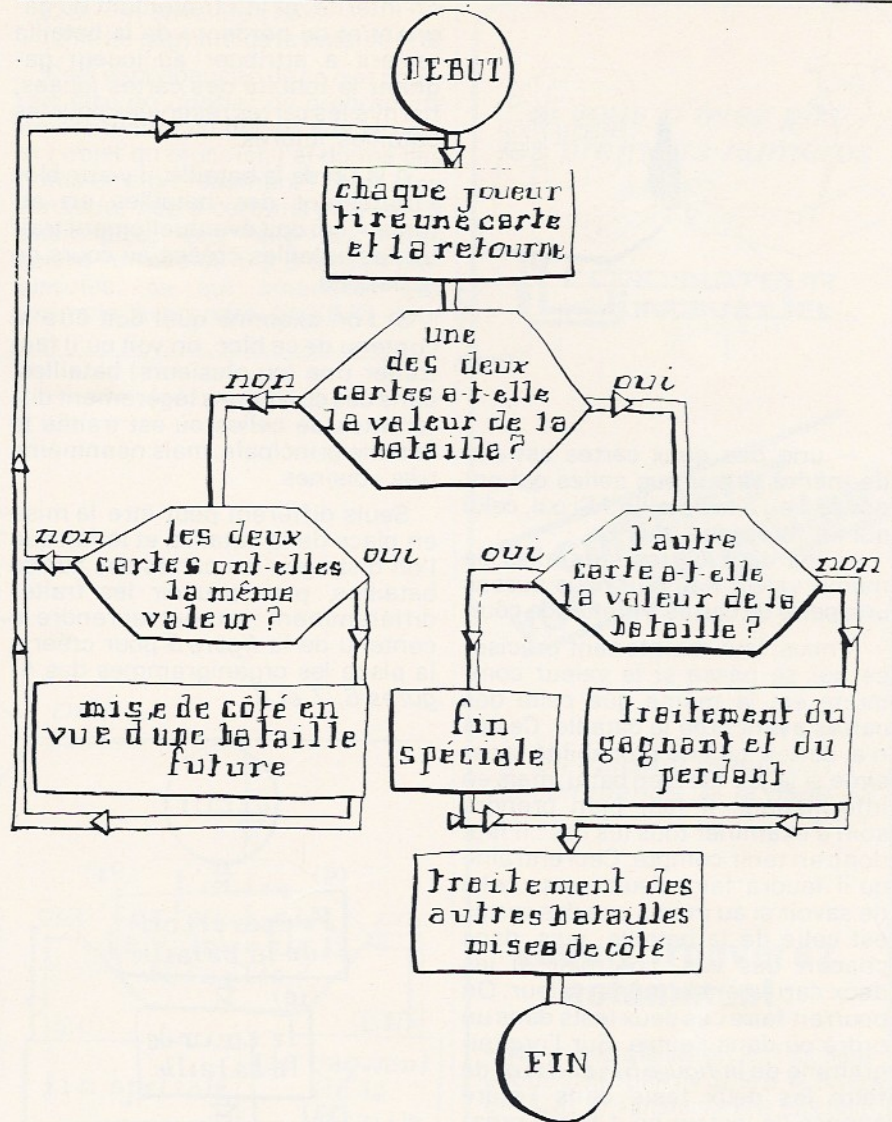 DEBUT
chaque joueur
tire une carte
et la retourne
une
des deux
cartes a-t-elle
la valeur de la
bataille?
non
oui
les deux
cartes ont-elles
la même
valeur?
non
oui
l'autre
carte a-t-elle
la valeur de la
bataille?
oui
non
mise de côté en
vue d'une bataille
future
fin
spéciale
traitement du
gagnant et du
perdant
traitement des
autres batailles
mises de côté
FIN